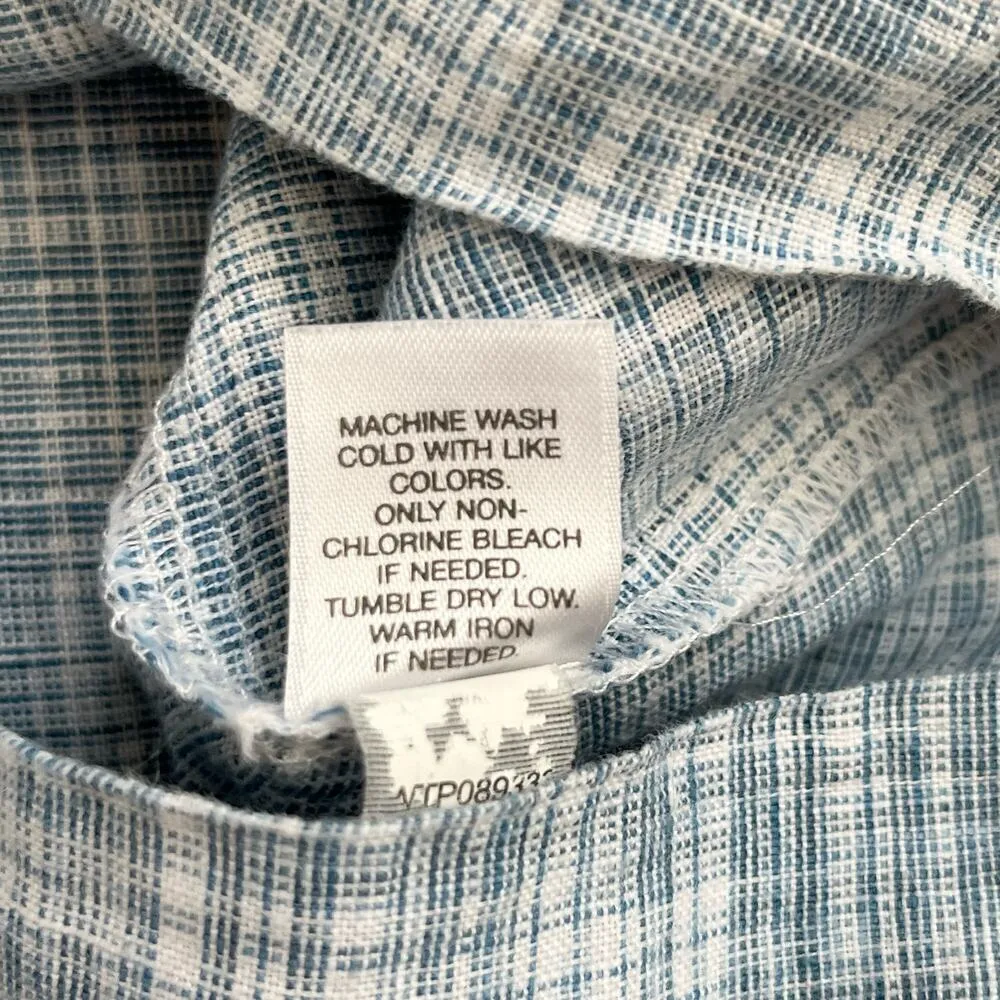 MACHINE WASH
COLD WITH LIKE
COLORS.
ONLY NON-
CHLORINE BLEACH
IF NEEDED.
TUMBLE DRY LOW.
WARM IRON
IF NEEDED.